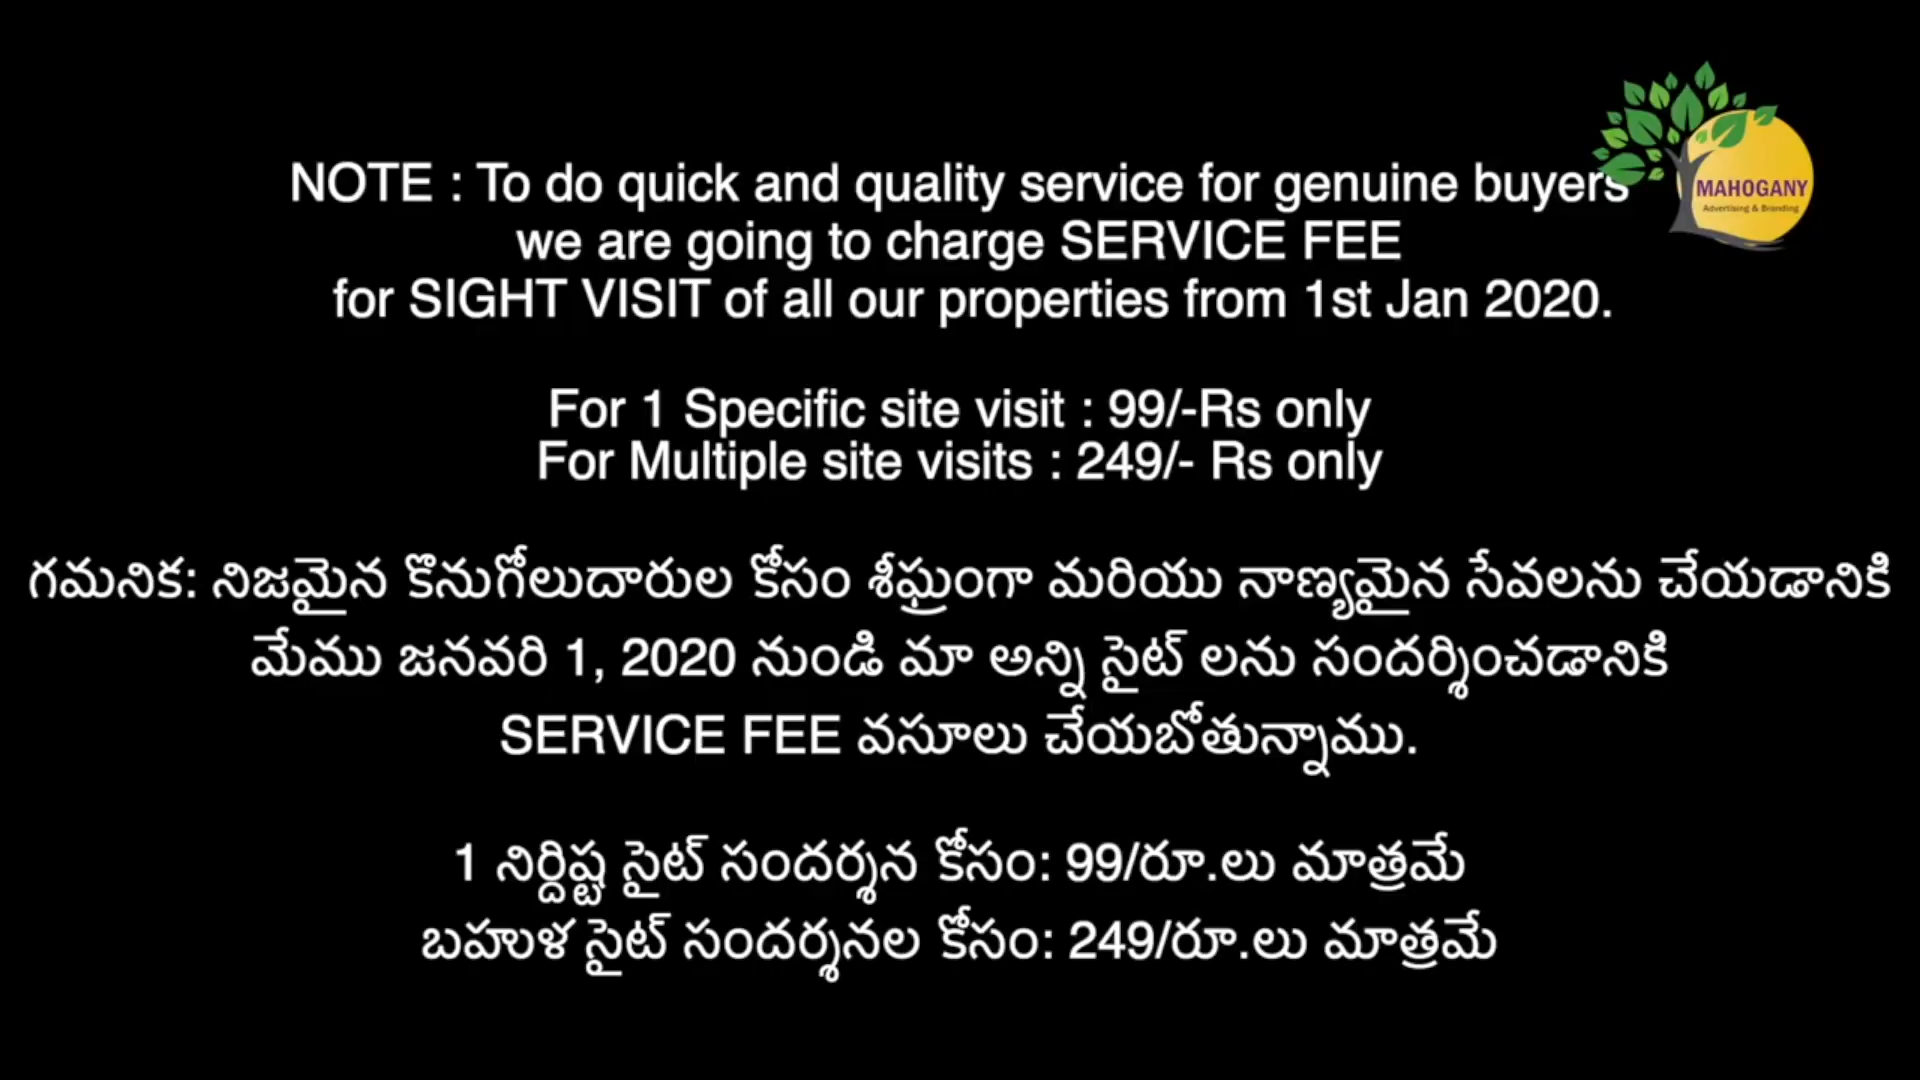 NOTE : To do quick and quality service for genuine buyers
we are going to charge SERVICE FEE
for SIGHT VISIT of all our properties from 1st Jan 2020.
MAHOGANY
Advertising & Branding
For 1 Specific site visit : 99/-Rs only
For Multiple site visits : 249/- Rs only
గమనిక: నిజమైన కొనుగోలుదారుల కోసం శీఘ్రంగా మరియు నాణ్యమైన సేవలను చేయడానికి
మేము జనవరి 1, 2020 నుండి మా అన్ని సైట్ లను సందర్శించడానికి
SERVICE FEE వసూలు చేయబోతున్నాము.
1 నిర్దిష్ట సైట్ సందర్శన కోసం: 99/రూ.లు మాత్రమే
బహుళ సైట్ సందర్శనల కోసం: 249/రూ.లు మాత్రమే